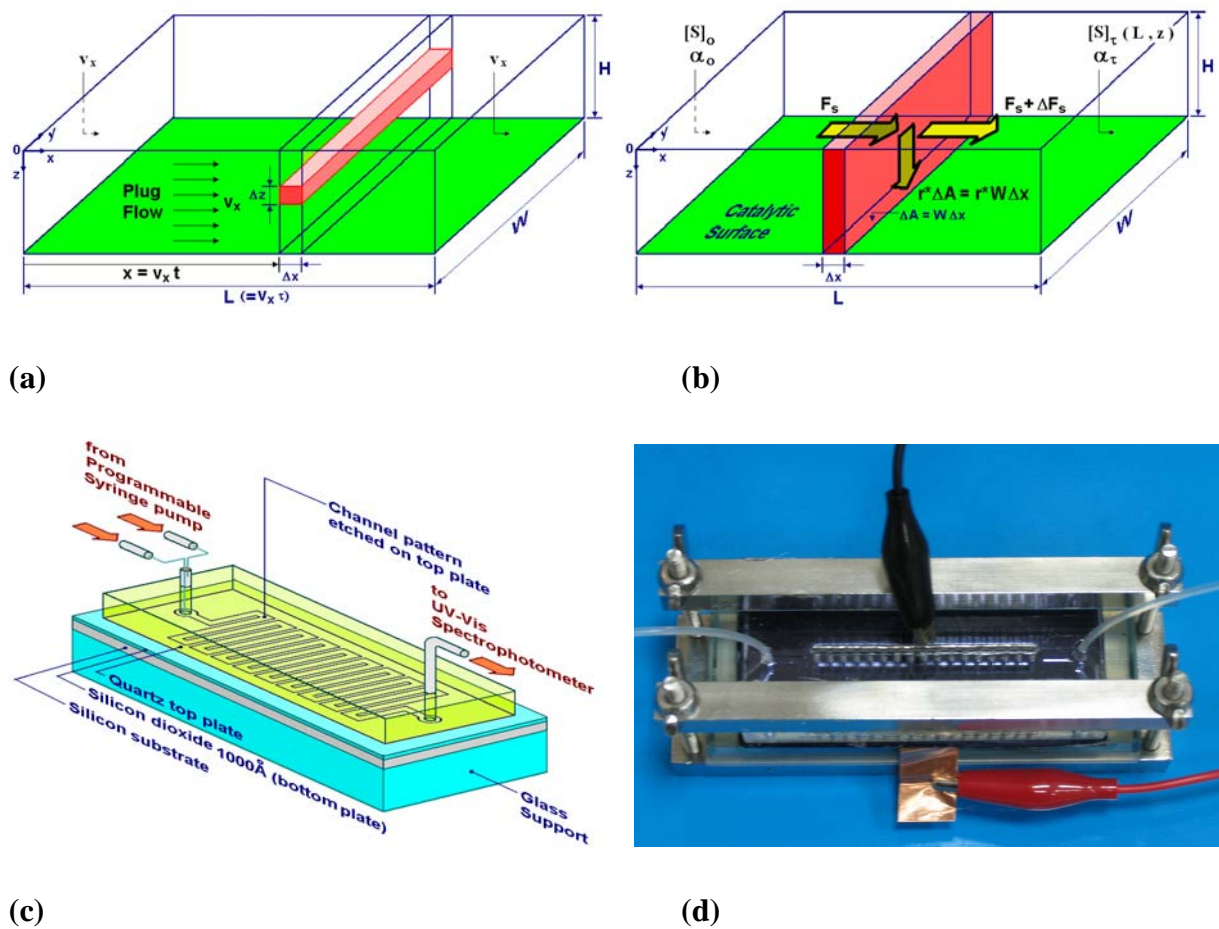 v_x
v_x
H
0
y
x
z
Plug
Flow
v_x
Δz
W
x = v_x t
Δx
L (= v_x τ)
(a)
[S]_o
α_o
[S]_τ (L, z)
α_τ
H
F_s
F_s + ΔF_s
0
y
x
z
r*ΔA = r*WΔx
ΔA = WΔx
Catalytic
Surface
W
Δx
L
(b)
from
Programmable
Syringe pump
Channel pattern
etched on top plate
to
UV-Vis
Spectrophotometer
Quartz top plate
Silicon dioxide 1000Å (bottom plate)
Silicon substrate
Glass
Support
(c)
(d)